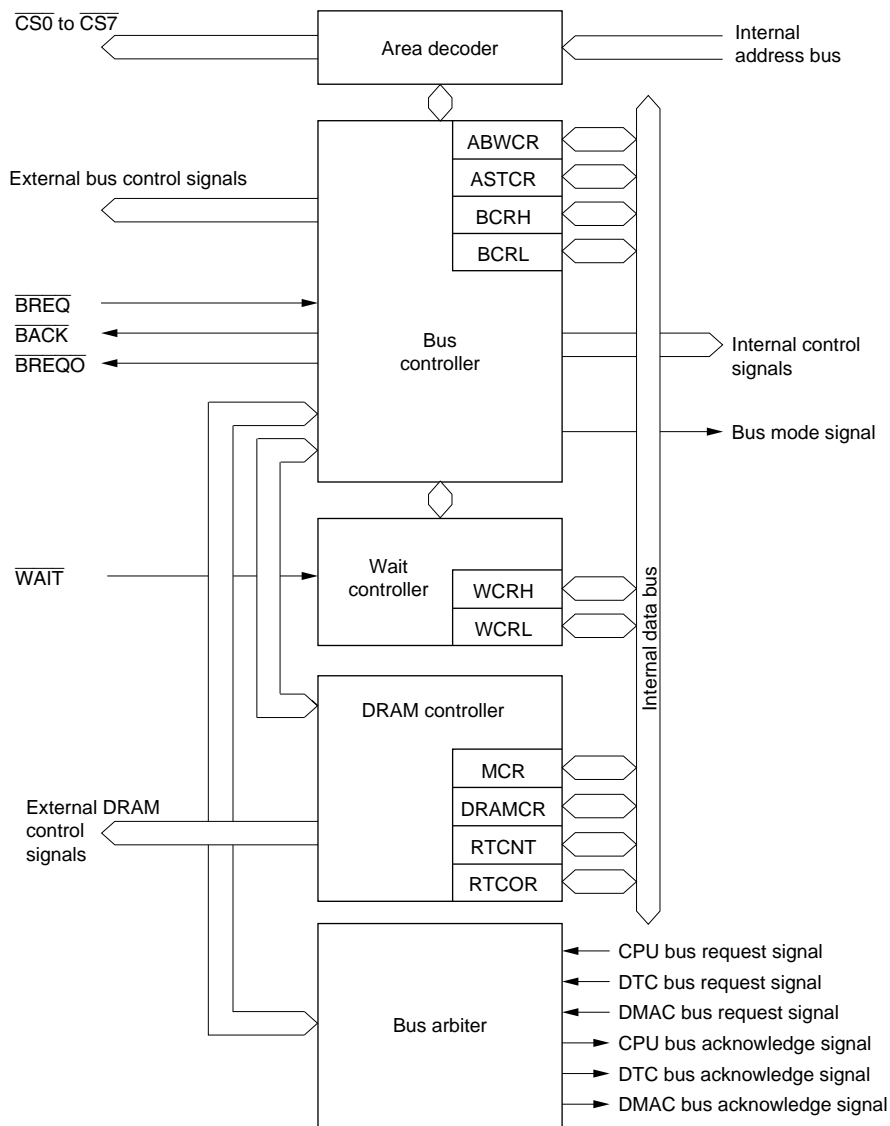 CS0 to CS7
Area decoder
Internal
address bus
ABWCR
ASTCR
BCRH
BCRL
External bus control signals
BREQ
BACK
BREQO
Bus
controller
Internal control
signals
Bus mode signal
WAIT
Wait
controller
WCRH
WCRL
Internal data bus
DRAM controller
MCR
DRAMCR
RTCNT
RTCOR
External DRAM
control
signals
Bus arbiter
CPU bus request signal
DTC bus request signal
DMAC bus request signal
CPU bus acknowledge signal
DTC bus acknowledge signal
DMAC bus acknowledge signal